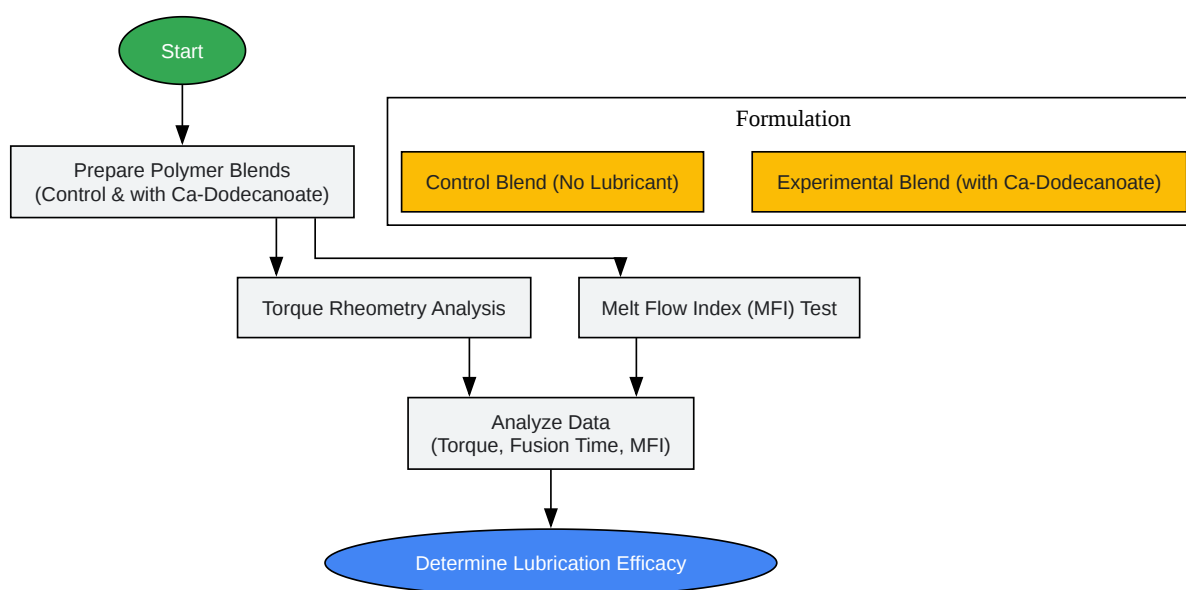 Start
Formulation
Prepare Polymer Blends
(Control & with Ca-Dodecanoate)
Control Blend (No Lubricant)
Experimental Blend (with Ca-Dodecanoate)
Torque Rheometry Analysis
Melt Flow Index (MFI) Test
Analyze Data
(Torque, Fusion Time, MFI)
Determine Lubrication Efficacy